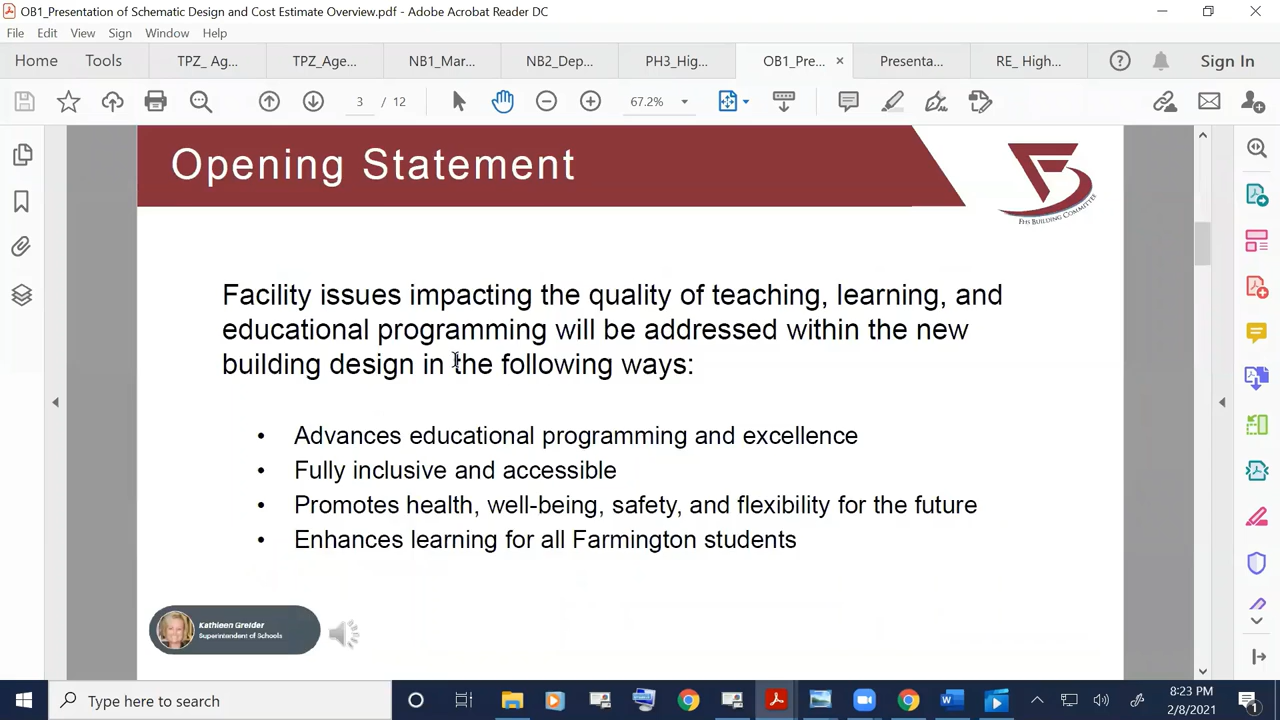 OB1_Presentation of Schematic Design and Cost Estimate Overview.pdf - Adobe Acrobat Reader DC
File Edit View Sign Window Help
Home Tools TPZ_ Ag... TPZ_Age... NB1_Mar... NB2_Dep... PH3_Hig... OB1_Pre... × Presenta... RE_ High... Sign In
3 / 12 67.2%
Opening Statement
FHS BUILDING COMMITTEE
Facility issues impacting the quality of teaching, learning, and
educational programming will be addressed within the new
building design in the following ways:
• Advances educational programming and excellence
• Fully inclusive and accessible
• Promotes health, well-being, safety, and flexibility for the future
• Enhances learning for all Farmington students
Kathleen Greider
Superintendent of Schools
Type here to search
8:23 PM
2/8/2021
1